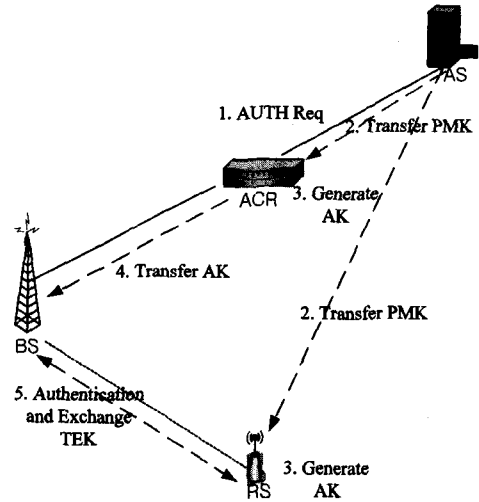 AS
1. AUTH Req
2. Transfer PMK
3. Generate
AK
ACR
4. Transfer AK
2. Transfer PMK
BS
5. Authentication
and Exchange
TEK
3. Generate
AK
RS